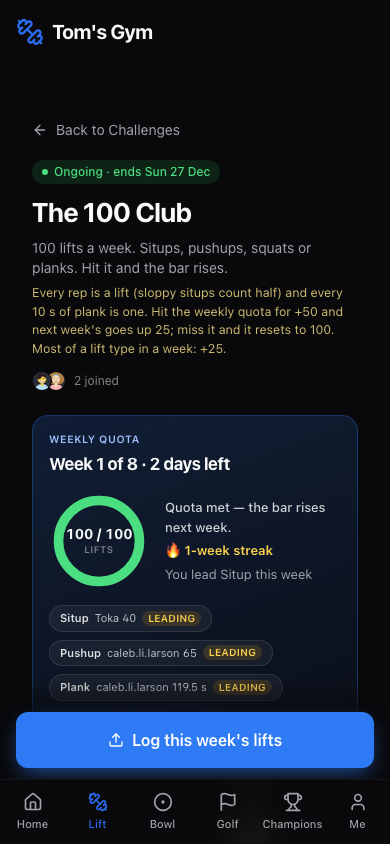 Tom's Gym
Back to Challenges
Ongoing · ends Sun 27 Dec
The 100 Club
100 lifts a week. Situps, pushups, squats or
planks. Hit it and the bar rises.
Every rep is a lift (sloppy situps count half) and every
10 s of plank is one. Hit the weekly quota for +50 and
next week's goes up 25; miss it and it resets to 100.
Most of a lift type in a week: +25.
2 joined
WEEKLY QUOTA
Week 1 of 8 · 2 days left
100 / 100
LIFTS
Quota met — the bar rises
next week.
🔥 1-week streak
You lead Situp this week
Situp Toka 40 LEADING
Pushup caleb.li.larson 65 LEADING
Plank caleb.li.larson 119.5 s LEADING
Log this week's lifts
Home Lift Bowl Golf Champions Me